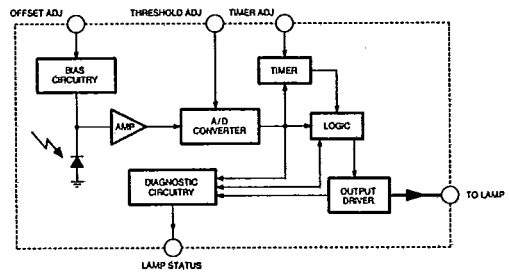 OFFSET ADJ
THRESHOLD ADJ
TIMER ADJ
BIAS
CIRCUITRY
TIMER
AMP
A/D
CONVERTER
LOGIC
DIAGNOSTIC
CIRCUITRY
OUTPUT
DRIVER
TO LAMP
LAMP STATUS